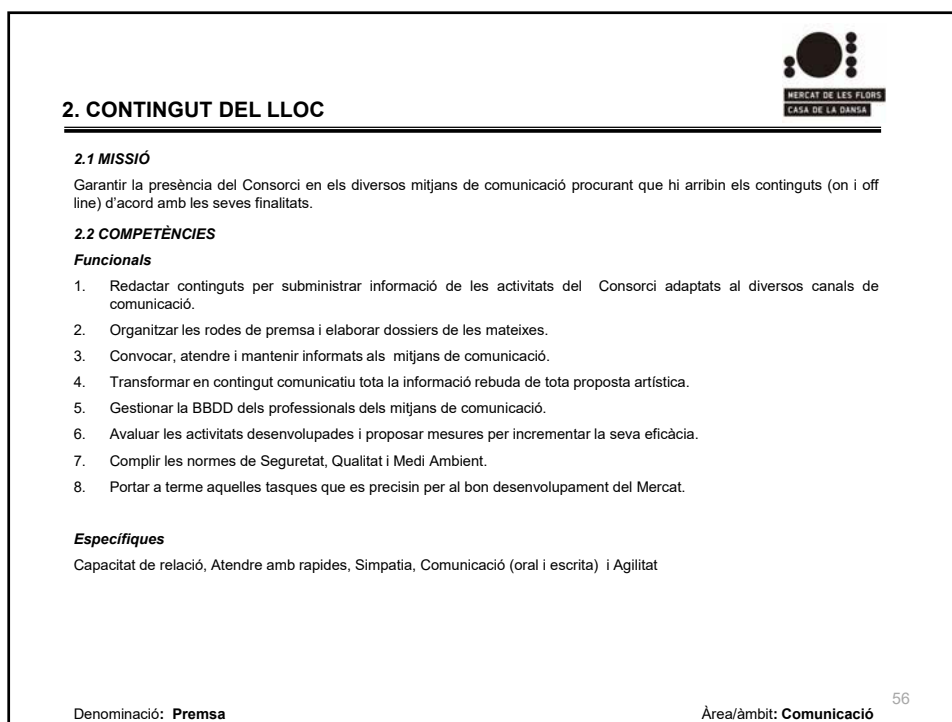 MERCAT DE LES FLORS
CASA DE LA DANSA
2. CONTINGUT DEL LLOC
2.1 MISSIÓ
Garantir la presència del Consorci en els diversos mitjans de comunicació procurant que hi arribin els continguts (on i off
line) d’acord amb les seves finalitats.
2.2 COMPETÈNCIES
Funcionals
1. Redactar continguts per subministrar informació de les activitats del Consorci adaptats al diversos canals de
comunicació.
2. Organitzar les rodes de premsa i elaborar dossiers de les mateixes.
3. Convocar, atendre i mantenir informats als mitjans de comunicació.
4. Transformar en contingut comunicatiu tota la informació rebuda de tota proposta artística.
5. Gestionar la BBDD dels professionals dels mitjans de comunicació.
6. Avaluar les activitats desenvolupades i proposar mesures per incrementar la seva eficàcia.
7. Complir les normes de Seguretat, Qualitat i Medi Ambient.
8. Portar a terme aquelles tasques que es precisin per al bon desenvolupament del Mercat.
Específiques
Capacitat de relació, Atendre amb rapides, Simpatia, Comunicació (oral i escrita) i Agilitat
56
Denominació: Premsa Àrea/àmbit: Comunicació